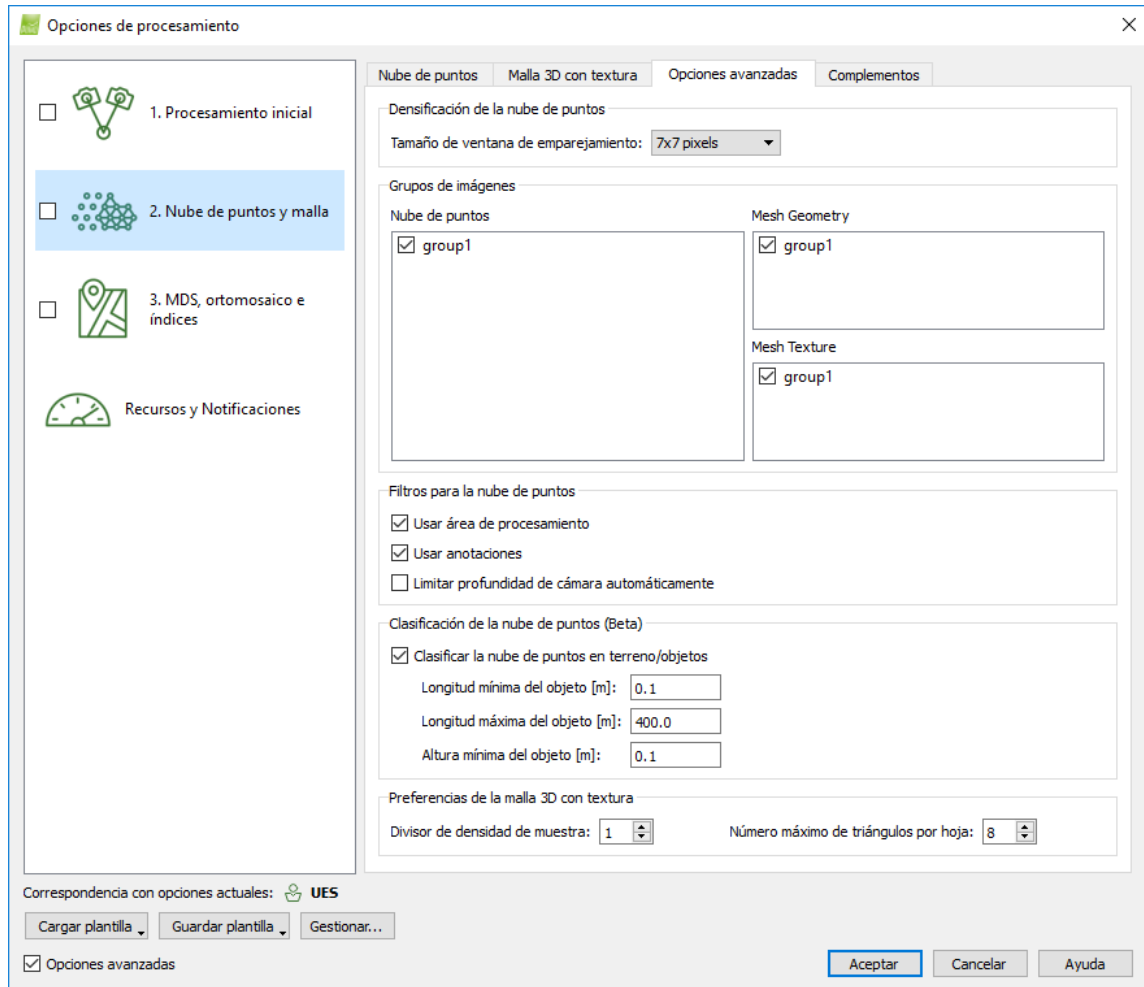 Opciones de procesamiento
1. Procesamiento inicial
2. Nube de puntos y malla
3. MDS, ortomosaico e
índices
Recursos y Notificaciones
Nube de puntos
Malla 3D con textura
Opciones avanzadas
Complementos
Densificación de la nube de puntos
Tamaño de ventana de emparejamiento: 7x7 pixels
Grupos de imágenes
Nube de puntos
group1
Mesh Geometry
group1
Mesh Texture
group1
Filtros para la nube de puntos
Usar área de procesamiento
Usar anotaciones
Limitar profundidad de cámara automáticamente
Clasificación de la nube de puntos (Beta)
Clasificar la nube de puntos en terreno/objetos
Longitud mínima del objeto [m]: 0.1
Longitud máxima del objeto [m]: 400.0
Altura mínima del objeto [m]: 0.1
Preferencias de la malla 3D con textura
Divisor de densidad de muestra: 1
Número máximo de triángulos por hoja: 8
Correspondencia con opciones actuales: UES
Cargar plantilla
Guardar plantilla
Gestionar...
Opciones avanzadas
Aceptar
Cancelar
Ayuda